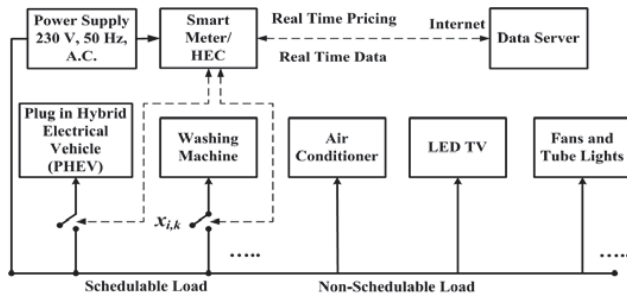 Power Supply
230 V, 50 Hz,
A.C.
Smart
Meter/
HEC
Real Time Pricing
Internet
Real Time Data
Data Server
Plug in Hybrid
Electrical
Vehicle
(PHEV)
Washing
Machine
Air
Conditioner
LED TV
Fans and
Tube Lights
x_{i,k}
.....
.....
Schedulable Load
Non-Schedulable Load